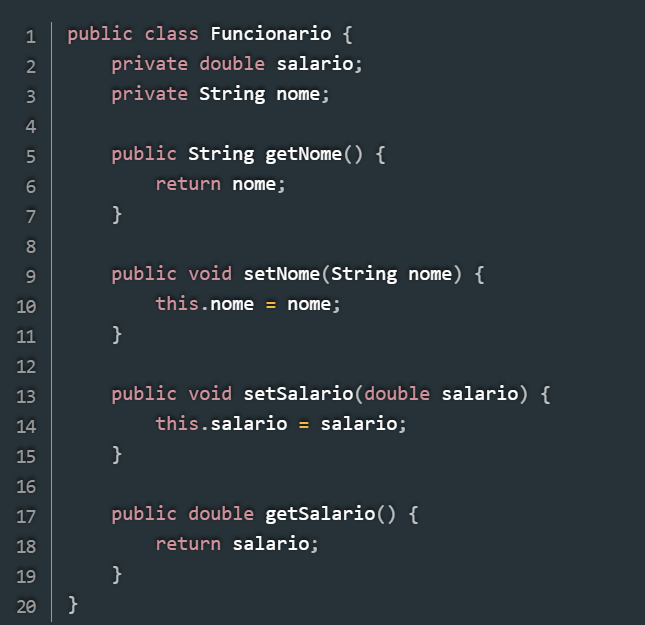 1 public class Funcionario {
2     private double salario;
3     private String nome;
4
5     public String getNome() {
6         return nome;
7     }
8
9     public void setNome(String nome) {
10         this.nome = nome;
11     }
12
13     public void setSalario(double salario) {
14         this.salario = salario;
15     }
16
17     public double getSalario() {
18         return salario;
19     }
20 }